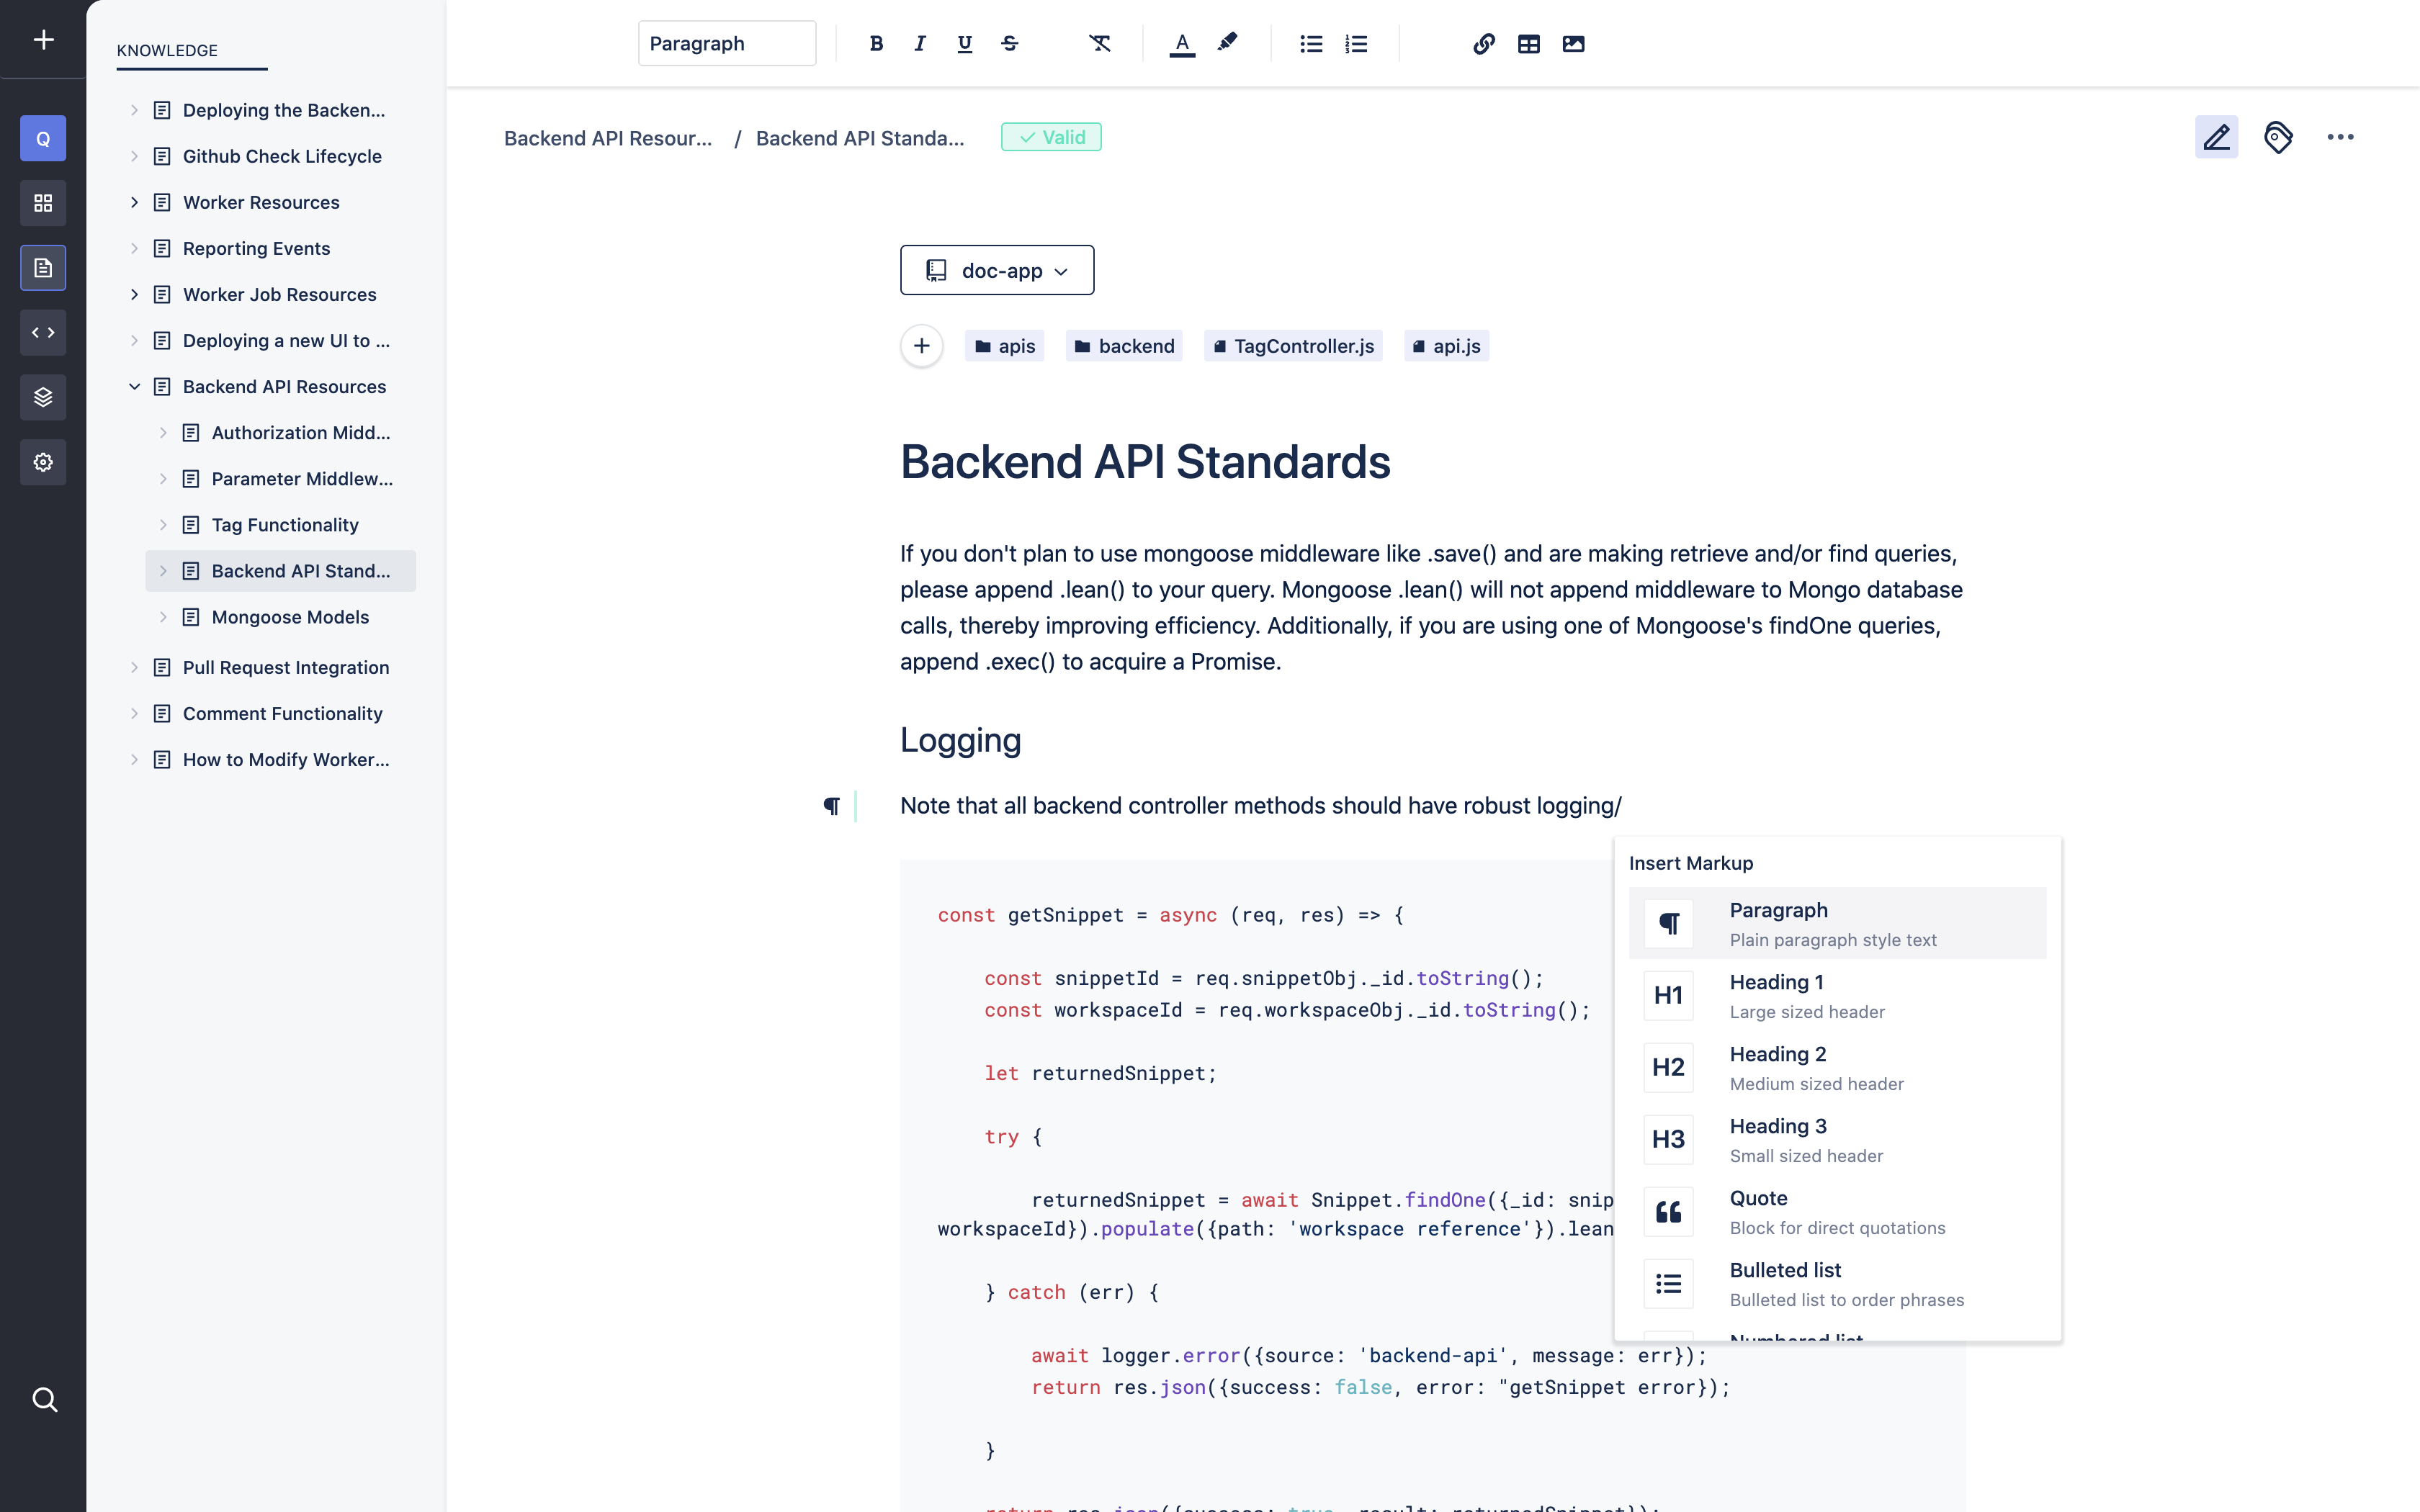 KNOWLEDGE
Q
Deploying the Backen...
Github Check Lifecycle
Worker Resources
Reporting Events
Worker Job Resources
Deploying a new UI to ...
Backend API Resources
Authorization Midd...
Parameter Middlew...
Tag Functionality
Backend API Stand...
Mongoose Models
Pull Request Integration
Comment Functionality
How to Modify Worker...
Paragraph
B I U S A
Backend API Resour... / Backend API Standa... Valid
doc-app
apis backend TagController.js api.js
Backend API Standards
If you don't plan to use mongoose middleware like .save() and are making retrieve and/or find queries,
please append .lean() to your query. Mongoose .lean() will not append middleware to Mongo database
calls, thereby improving efficiency. Additionally, if you are using one of Mongoose's findOne queries,
append .exec() to acquire a Promise.
Logging
¶ Note that all backend controller methods should have robust logging/
const getSnippet = async (req, res) => {
const snippetId = req.snippetObj._id.toString();
const workspaceId = req.workspaceObj._id.toString();
let returnedSnippet;
try {
returnedSnippet = await Snippet.findOne({_id: snip
workspaceId}).populate({path: 'workspace reference'}).lean
} catch (err) {
await logger.error({source: 'backend-api', message: err});
return res.json({success: false, error: "getSnippet error});
}
return res.json({success: true, result: returnedSnippet});
Insert Markup
¶ Paragraph
Plain paragraph style text
H1 Heading 1
Large sized header
H2 Heading 2
Medium sized header
H3 Heading 3
Small sized header
Quote
Block for direct quotations
Bulleted list
Bulleted list to order phrases
Numbered list